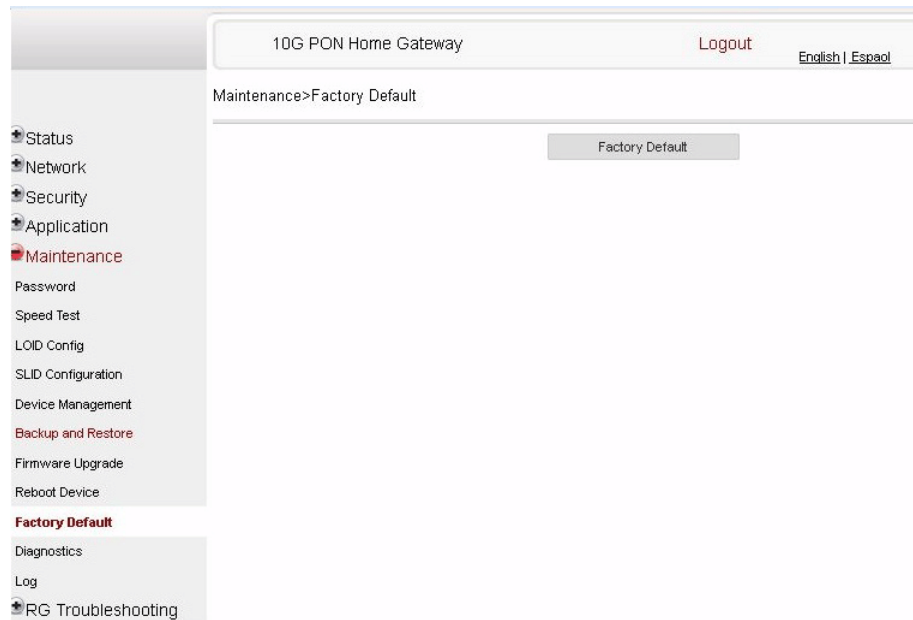 10G PON Home Gateway
Logout
English | Espaol
Maintenance>Factory Default
Status
Network
Security
Application
Maintenance
Password
Speed Test
LOID Config
SLID Configuration
Device Management
Backup and Restore
Firmware Upgrade
Reboot Device
Factory Default
Diagnostics
Log
RG Troubleshooting
Factory Default